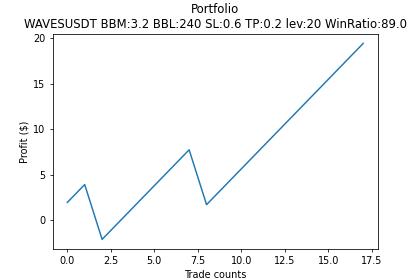 Portfolio
WAVESUSDT BBM:3.2 BBL:240 SL:0.6 TP:0.2 lev:20 WinRatio:89.0
20
15
10
5
0
Profit ($)
0.0 2.5 5.0 7.5 10.0 12.5 15.0 17.5
Trade counts